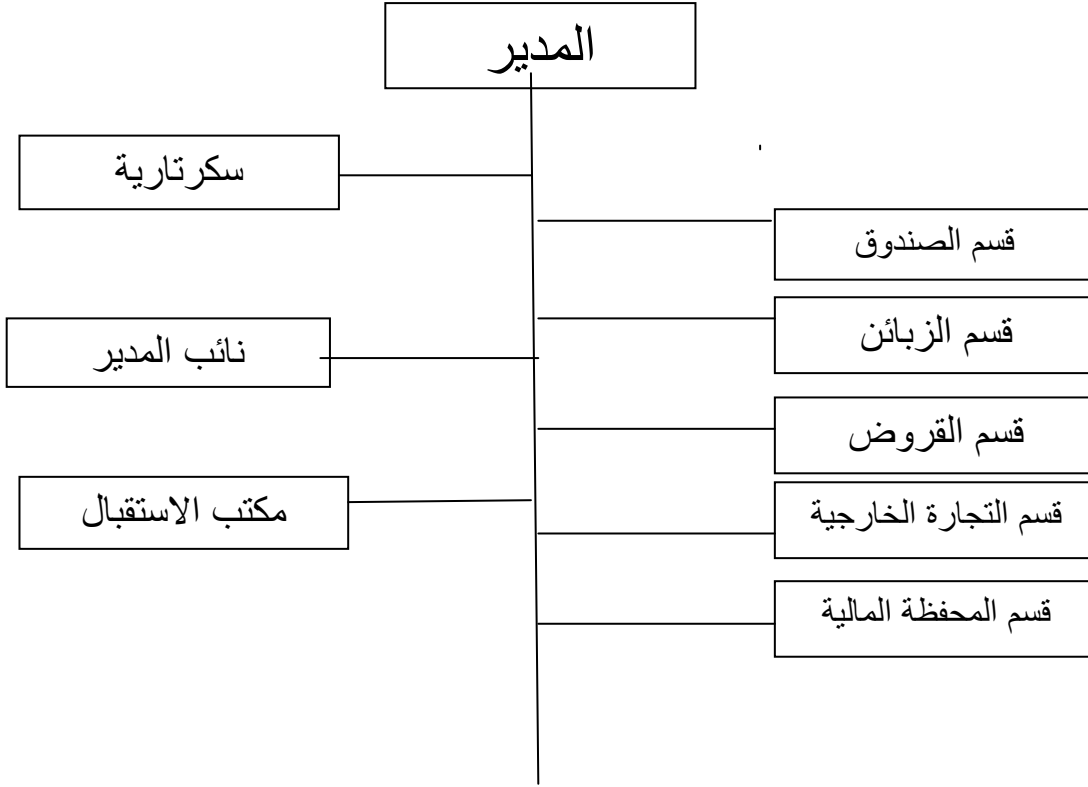 المدير
سكرتارية
قسم الصندوق
قسم الزبائن
نائب المدير
قسم القروض
مكتب الاستقبال
قسم التجارة الخارجية
قسم المحفظة المالية